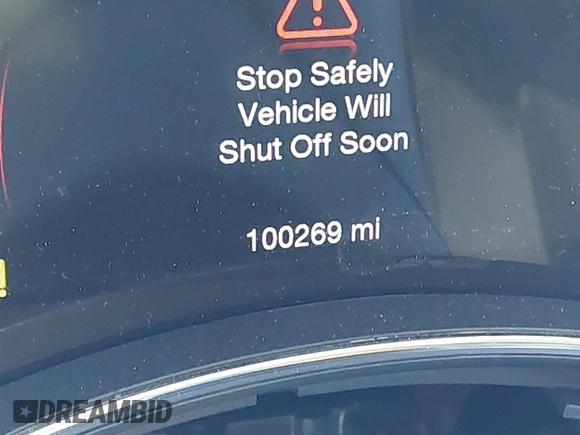 Stop Safely
Vehicle Will
Shut Off Soon
100269 mi
DREAMBID